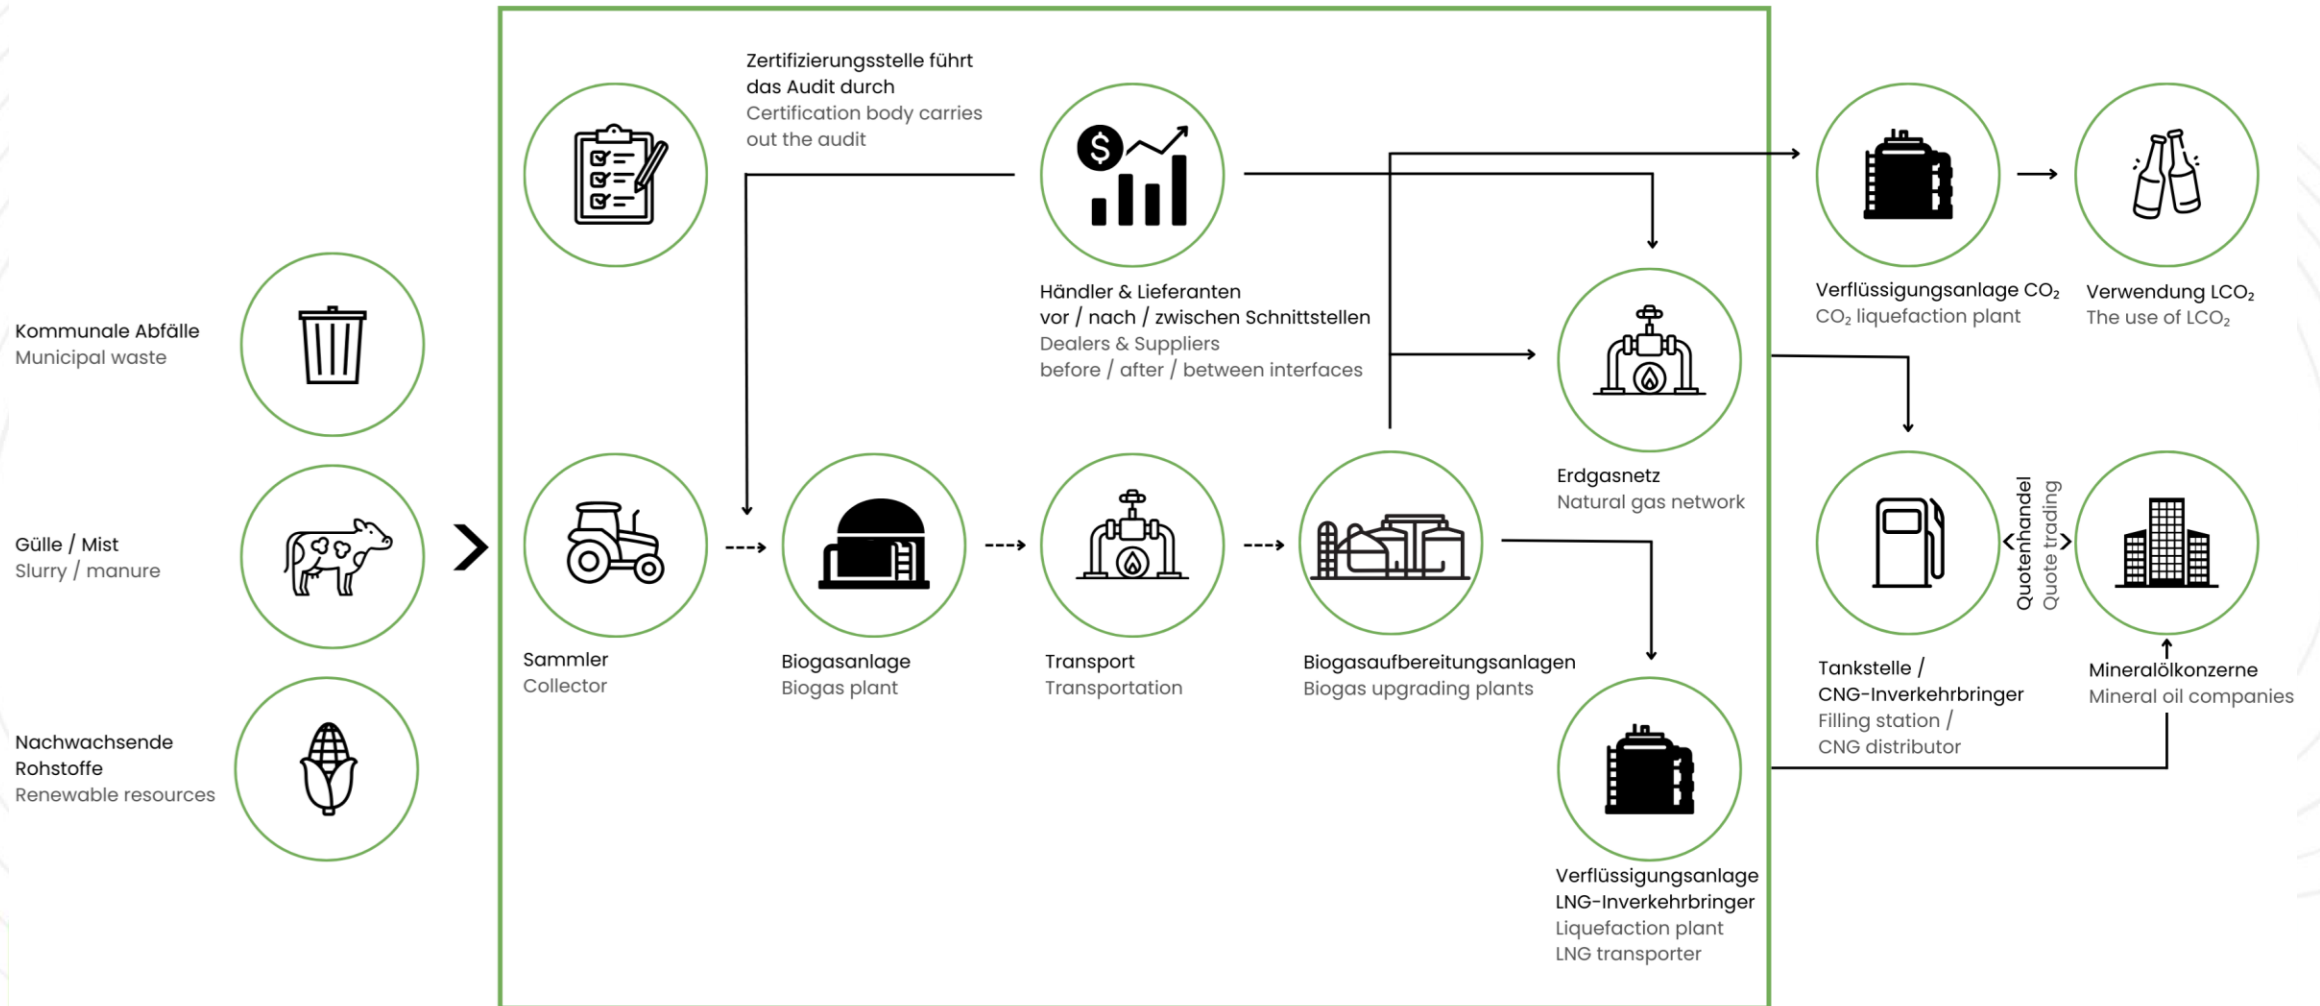 Kommunale Abfälle
Municipal waste
Gülle / Mist
Slurry / manure
Nachwachsende
Rohstoffe
Renewable resources
Zertifizierungsstelle führt
das Audit durch
Certification body carries
out the audit
$
Händler & Lieferanten
vor / nach / zwischen Schnittstellen
Dealers & Suppliers
before / after / between interfaces
Sammler
Collector
Biogasanlage
Biogas plant
Transport
Transportation
Biogasaufbereitungsanlagen
Biogas upgrading plants
Erdgasnetz
Natural gas network
Verflüssigungsanlage
LNG-Inverkehrbringer
Liquefaction plant
LNG transporter
Verflüssigungsanlage CO₂
CO₂ liquefaction plant
Verwendung LCO₂
The use of LCO₂
Tankstelle /
CNG-Inverkehrbringer
Filling station /
CNG distributor
Quotenhandel
Quote trading
Mineralölkonzerne
Mineral oil companies